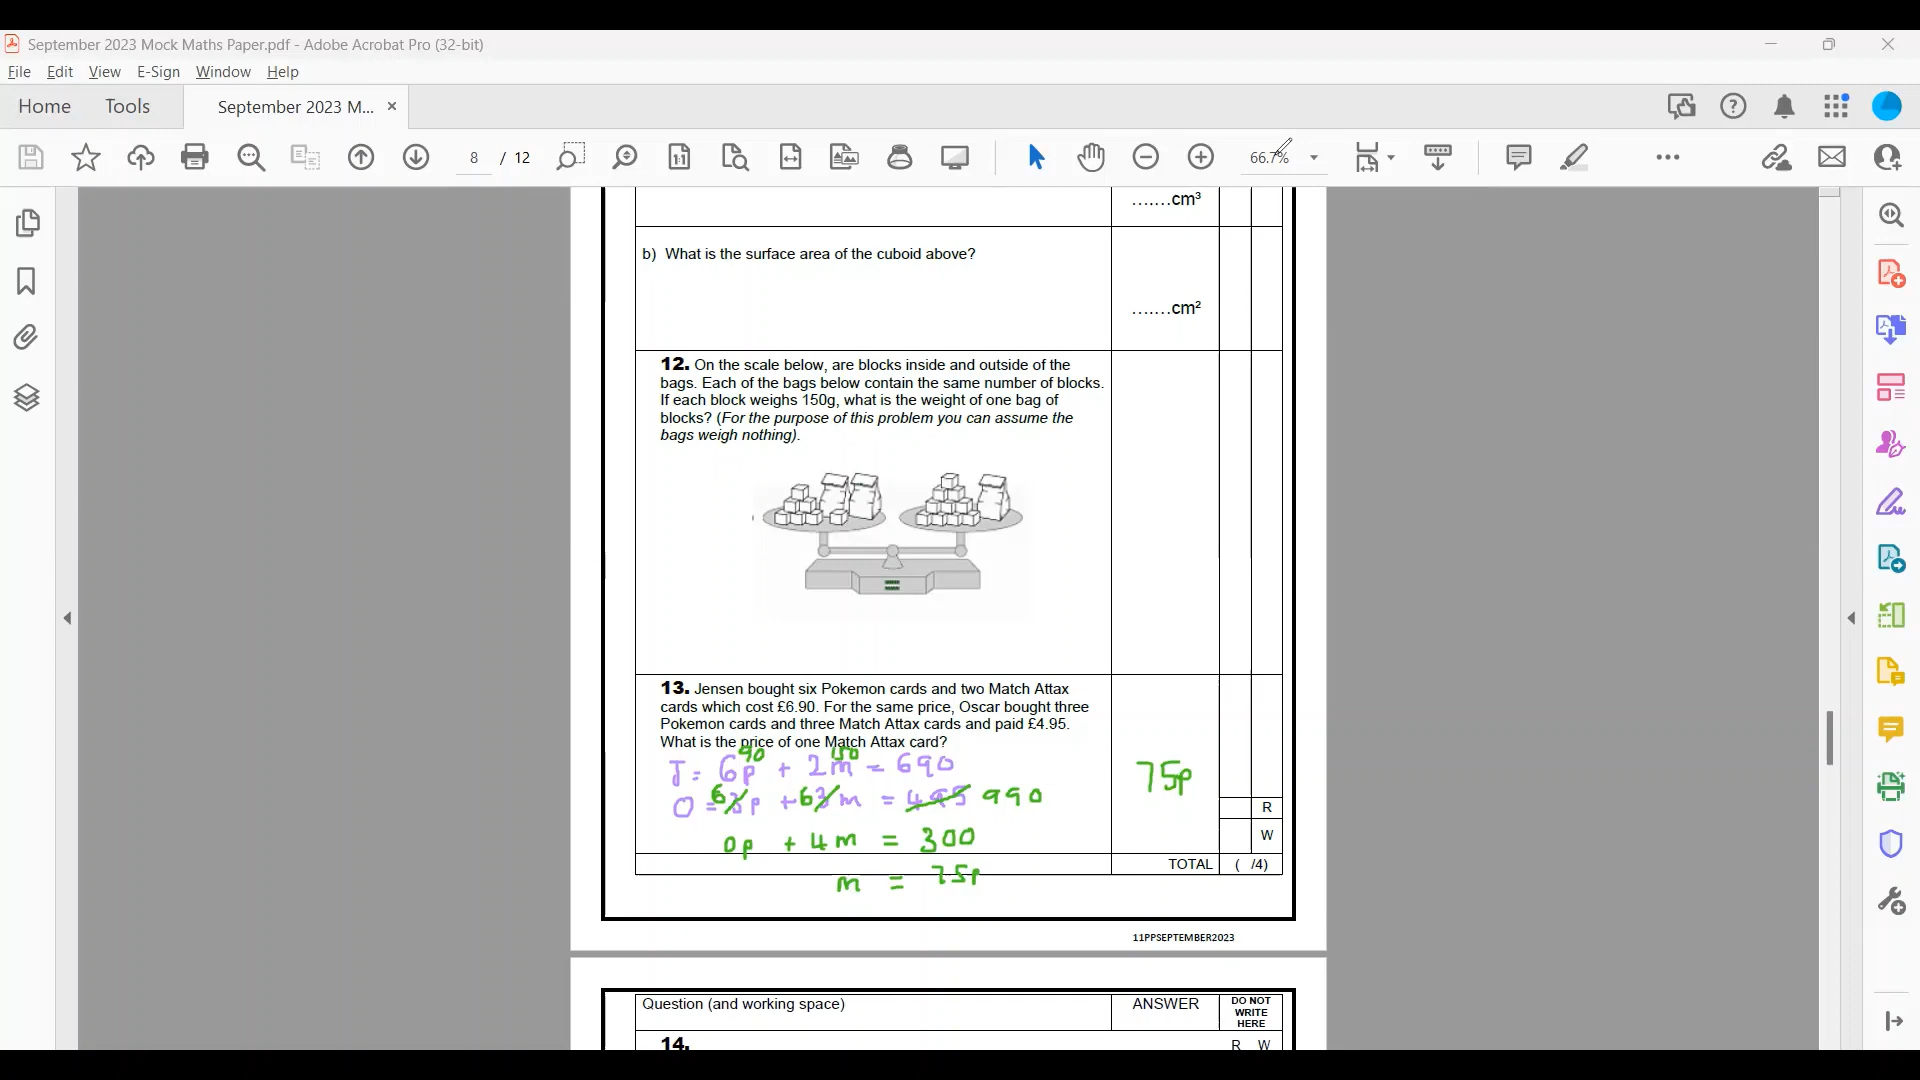 September 2023 Mock Maths Paper.pdf - Adobe Acrobat Pro (32-bit)
File Edit View E-Sign Window Help
Home Tools September 2023 M... ×
8 / 12 66.7%
.......cm³
b) What is the surface area of the cuboid above?
.......cm²
12. On the scale below, are blocks inside and outside of the
bags. Each of the bags below contain the same number of blocks.
If each block weighs 150g, what is the weight of one bag of
blocks? (For the purpose of this problem you can assume the
bags weigh nothing).
13. Jensen bought six Pokemon cards and two Match Attax
cards which cost £6.90. For the same price, Oscar bought three
Pokemon cards and three Match Attax cards and paid £4.95.
What is the price of one Match Attax card?
90 150
J = 6p + 2m = 690
75p
O = 6 3p + 6 3m = 495 990
R
0p + 4m = 300
W
TOTAL ( /4)
m = 75p
11PPSEPTEMBER2023
Question (and working space) ANSWER DO NOT
WRITE
HERE
14.
R W